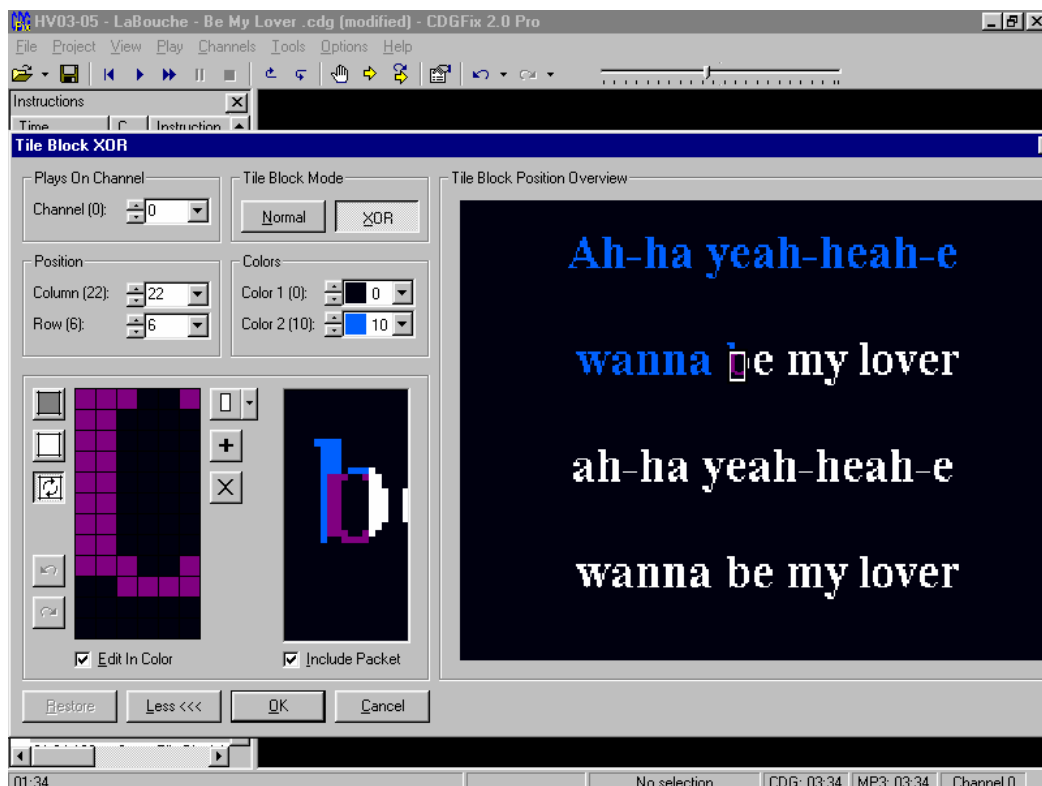 HV03-05 - LaBouche - Be My Lover .cdg (modified) - CDGFix 2.0 Pro
File Project View Play Channels Tools Options Help
Instructions
Time C Instruction
Tile Block XOR
Plays On Channel
Channel (0): 0
Tile Block Mode
Normal XOR
Position
Column (22): 22
Row (6): 6
Colors
Color 1 (0): 0
Color 2 (10): 10
Edit In Color
Include Packet
Tile Block Position Overview
Ah-ha yeah-heah-e
wanna be my lover
ah-ha yeah-heah-e
wanna be my lover
Restore Less <<< OK Cancel
01:34 No selection CDG: 03:34 MP3: 03:34 Channel 0